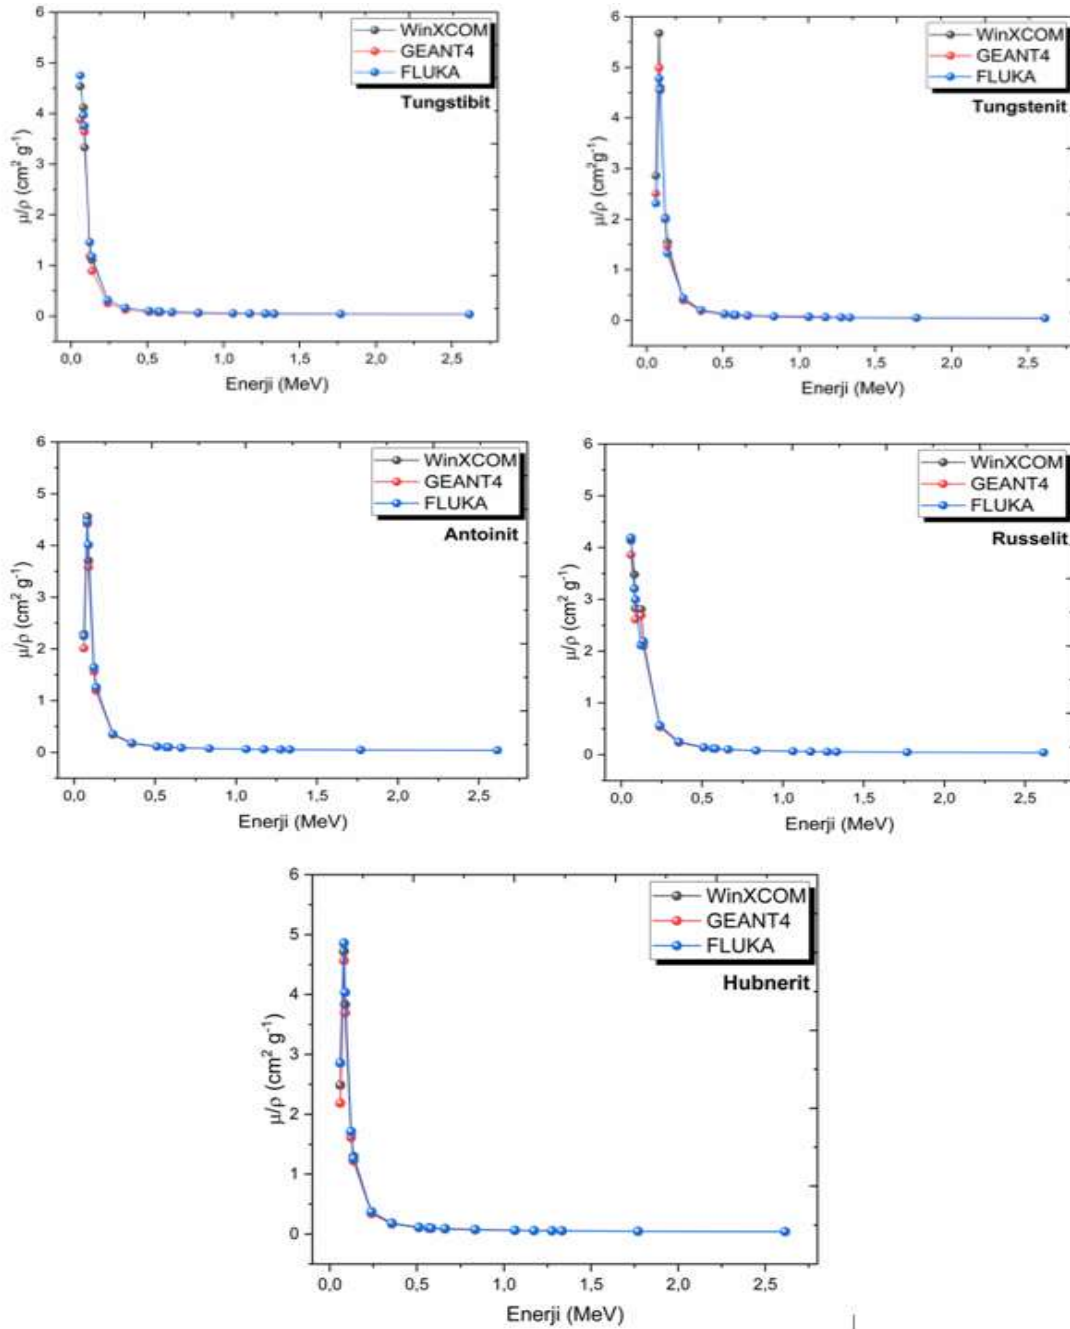 6
5
4
3
2
1
0
μ/ρ (cm² g⁻¹)
WinXCOM
GEANT4
FLUKA
Tungstibit
0,0 0,5 1,0 1,5 2,0 2,5
Enerji (MeV)
6
5
4
3
2
1
0
μ/ρ (cm²g⁻¹)
WinXCOM
GEANT4
FLUKA
Tungstenit
0,0 0,5 1,0 1,5 2,0 2,5
Enerji (MeV)
6
5
4
3
2
1
0
μ/ρ (cm² g⁻¹)
WinXCOM
GEANT4
FLUKA
Antoinit
0,0 0,5 1,0 1,5 2,0 2,5
Enerji (MeV)
6
5
4
3
2
1
0
μ/ρ (cm² g⁻¹)
WinXCOM
GEANT4
FLUKA
Russelit
0,0 0,5 1,0 1,5 2,0 2,5
Enerji (MeV)
6
5
4
3
2
1
0
μ/ρ (cm² g⁻¹)
WinXCOM
GEANT4
FLUKA
Hubnerit
0,0 0,5 1,0 1,5 2,0 2,5
Enerji (MeV)